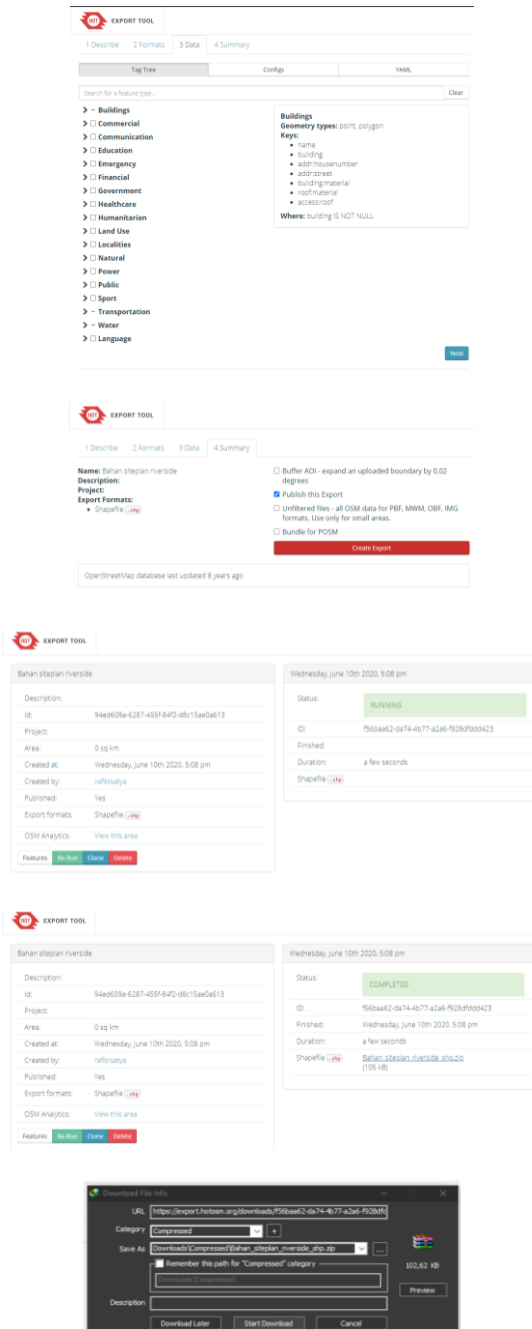 HOT EXPORT TOOL
1 Describe 2 Formats 3 Data 4 Summary
Tag Tree Configs YAML
Search for a feature type... Clear
Buildings
Commercial
Communication
Education
Emergency
Financial
Government
Healthcare
Humanitarian
Land Use
Localities
Natural
Power
Public
Sport
Transportation
Water
Language
Buildings
Geometry types: point, polygon
Keys:
name
building
addr:housenumber
addr:street
building:material
roof:material
access:roof
Where: building IS NOT NULL
Next
HOT EXPORT TOOL
1 Describe 2 Formats 3 Data 4 Summary
Name: Bahan siteplan riverside
Description:
Project:
Export Formats:
Shapefile .shp
Buffer AOI - expand an uploaded boundary by 0.02
degrees
Publish this Export
Unfiltered files - all OSM data for PBF, MWM, OBF, IMG
formats. Use only for small areas.
Bundle for POSM
Create Export
OpenStreetMap database last updated 8 years ago
HOT EXPORT TOOL
Bahan siteplan riverside
Description:
Id: 94ed609a-6287-455f-84f2-d8c15ae0a613
Project:
Area: 0 sq km
Created at: Wednesday, June 10th 2020, 5:08 pm
Created by: rafibisatya
Published: Yes
Export formats: Shapefile .shp
OSM Analytics: View this area
Features Re-Run Clone Delete
Wednesday, June 10th 2020, 5:08 pm
Status: RUNNING
ID: f56baa62-da74-4b77-a2a6-f928dfddd423
Finished:
Duration: a few seconds
Shapefile .shp
HOT EXPORT TOOL
Bahan siteplan riverside
Description:
Id: 94ed609a-6287-455f-84f2-d8c15ae0a613
Project:
Area: 0 sq km
Created at: Wednesday, June 10th 2020, 5:08 pm
Created by: rafibisatya
Published: Yes
Export formats: Shapefile .shp
OSM Analytics: View this area
Features Re-Run Clone Delete
Wednesday, June 10th 2020, 5:08 pm
Status: COMPLETED
ID: f56baa62-da74-4b77-a2a6-f928dfddd423
Finished: Wednesday, June 10th 2020, 5:08 pm
Duration: a few seconds
Shapefile .shp Bahan_siteplan_riverside_shp.zip
(105 kB)
Download File Info
URL https://export.hotosm.org/downloads/f56baa62-da74-4b77-a2a6-f928dfd
Category Compressed +
Save As Downloads\Compressed\Bahan_siteplan_riverside_shp.zip ...
Remember this path for "Compressed" category
Downloads\Compressed\
102,62 KB
Preview
Description
Download Later Start Download Cancel